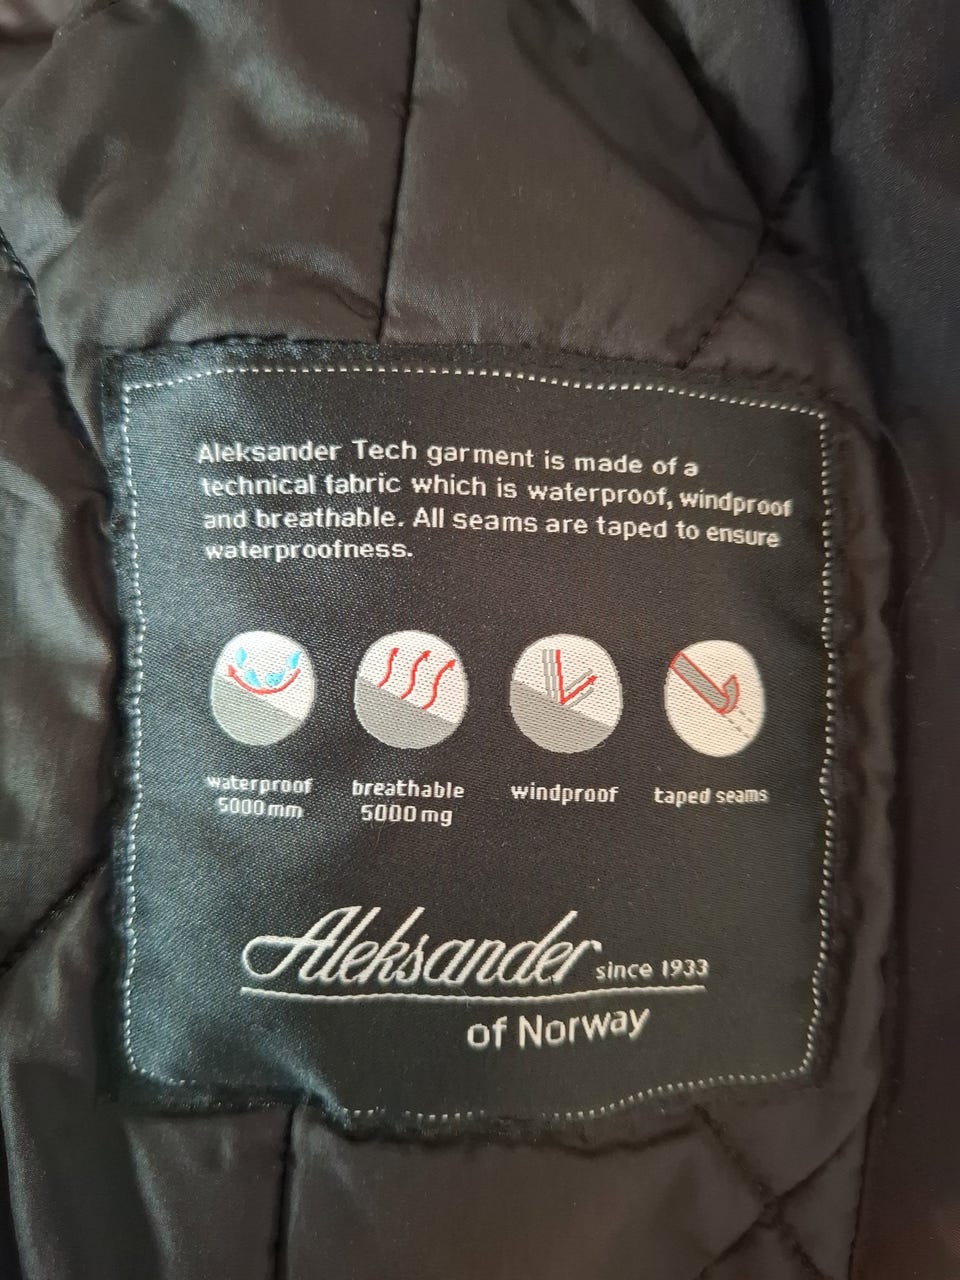 Aleksander Tech garment is made of a
technical fabric which is waterproof, windproof
and breathable. All seams are taped to ensure
waterproofness.
waterproof
5000 mm
breathable
5000 mg
windproof
taped seams
Aleksander since 1933
of Norway